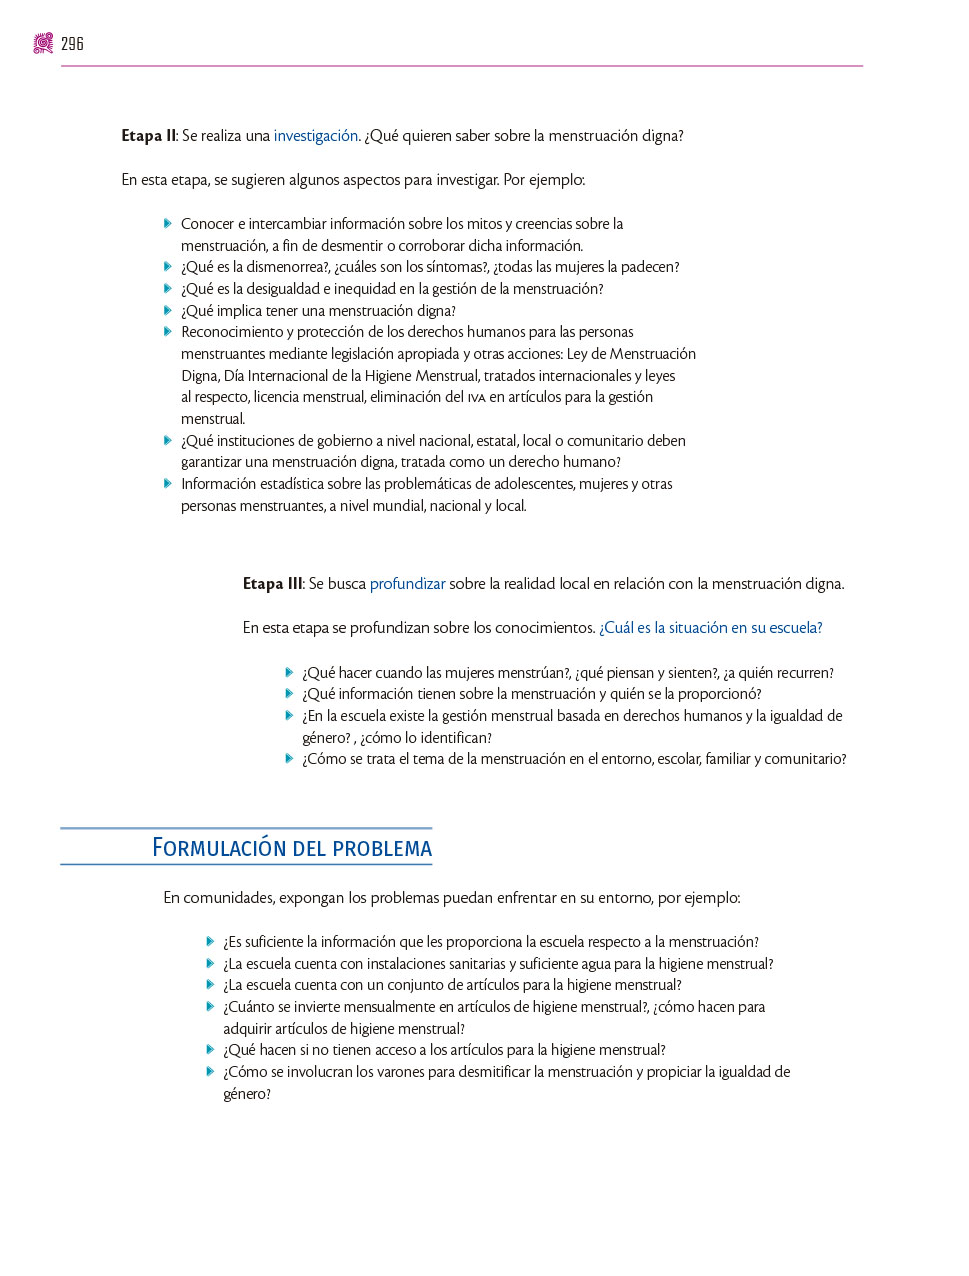 296
Etapa II: Se realiza una investigación. ¿Qué quieren saber sobre la menstruación digna?
En esta etapa, se sugieren algunos aspectos para investigar. Por ejemplo:
Conocer e intercambiar información sobre los mitos y creencias sobre la
menstruación, a fin de desmentir o corroborar dicha información.
¿Qué es la dismenorrea?, ¿cuáles son los síntomas?, ¿todas las mujeres la padecen?
¿Qué es la desigualdad e inequidad en la gestión de la menstruación?
¿Qué implica tener una menstruación digna?
Reconocimiento y protección de los derechos humanos para las personas
menstruantes mediante legislación apropiada y otras acciones: Ley de Menstruación
Digna, Día Internacional de la Higiene Menstrual, tratados internacionales y leyes
al respecto, licencia menstrual, eliminación del IVA en artículos para la gestión
menstrual.
¿Qué instituciones de gobierno a nivel nacional, estatal, local o comunitario deben
garantizar una menstruación digna, tratada como un derecho humano?
Información estadística sobre las problemáticas de adolescentes, mujeres y otras
personas menstruantes, a nivel mundial, nacional y local.
Etapa III: Se busca profundizar sobre la realidad local en relación con la menstruación digna.
En esta etapa se profundizan sobre los conocimientos. ¿Cuál es la situación en su escuela?
¿Qué hacer cuando las mujeres menstrúan?, ¿qué piensan y sienten?, ¿a quién recurren?
¿Qué información tienen sobre la menstruación y quién se la proporcionó?
¿En la escuela existe la gestión menstrual basada en derechos humanos y la igualdad de
género? , ¿cómo lo identifican?
¿Cómo se trata el tema de la menstruación en el entorno, escolar, familiar y comunitario?
Formulación del problema
En comunidades, expongan los problemas puedan enfrentar en su entorno, por ejemplo:
¿Es suficiente la información que les proporciona la escuela respecto a la menstruación?
¿La escuela cuenta con instalaciones sanitarias y suficiente agua para la higiene menstrual?
¿La escuela cuenta con un conjunto de artículos para la higiene menstrual?
¿Cuánto se invierte mensualmente en artículos de higiene menstrual?, ¿cómo hacen para
adquirir artículos de higiene menstrual?
¿Qué hacen si no tienen acceso a los artículos para la higiene menstrual?
¿Cómo se involucran los varones para desmitificar la menstruación y propiciar la igualdad de
género?